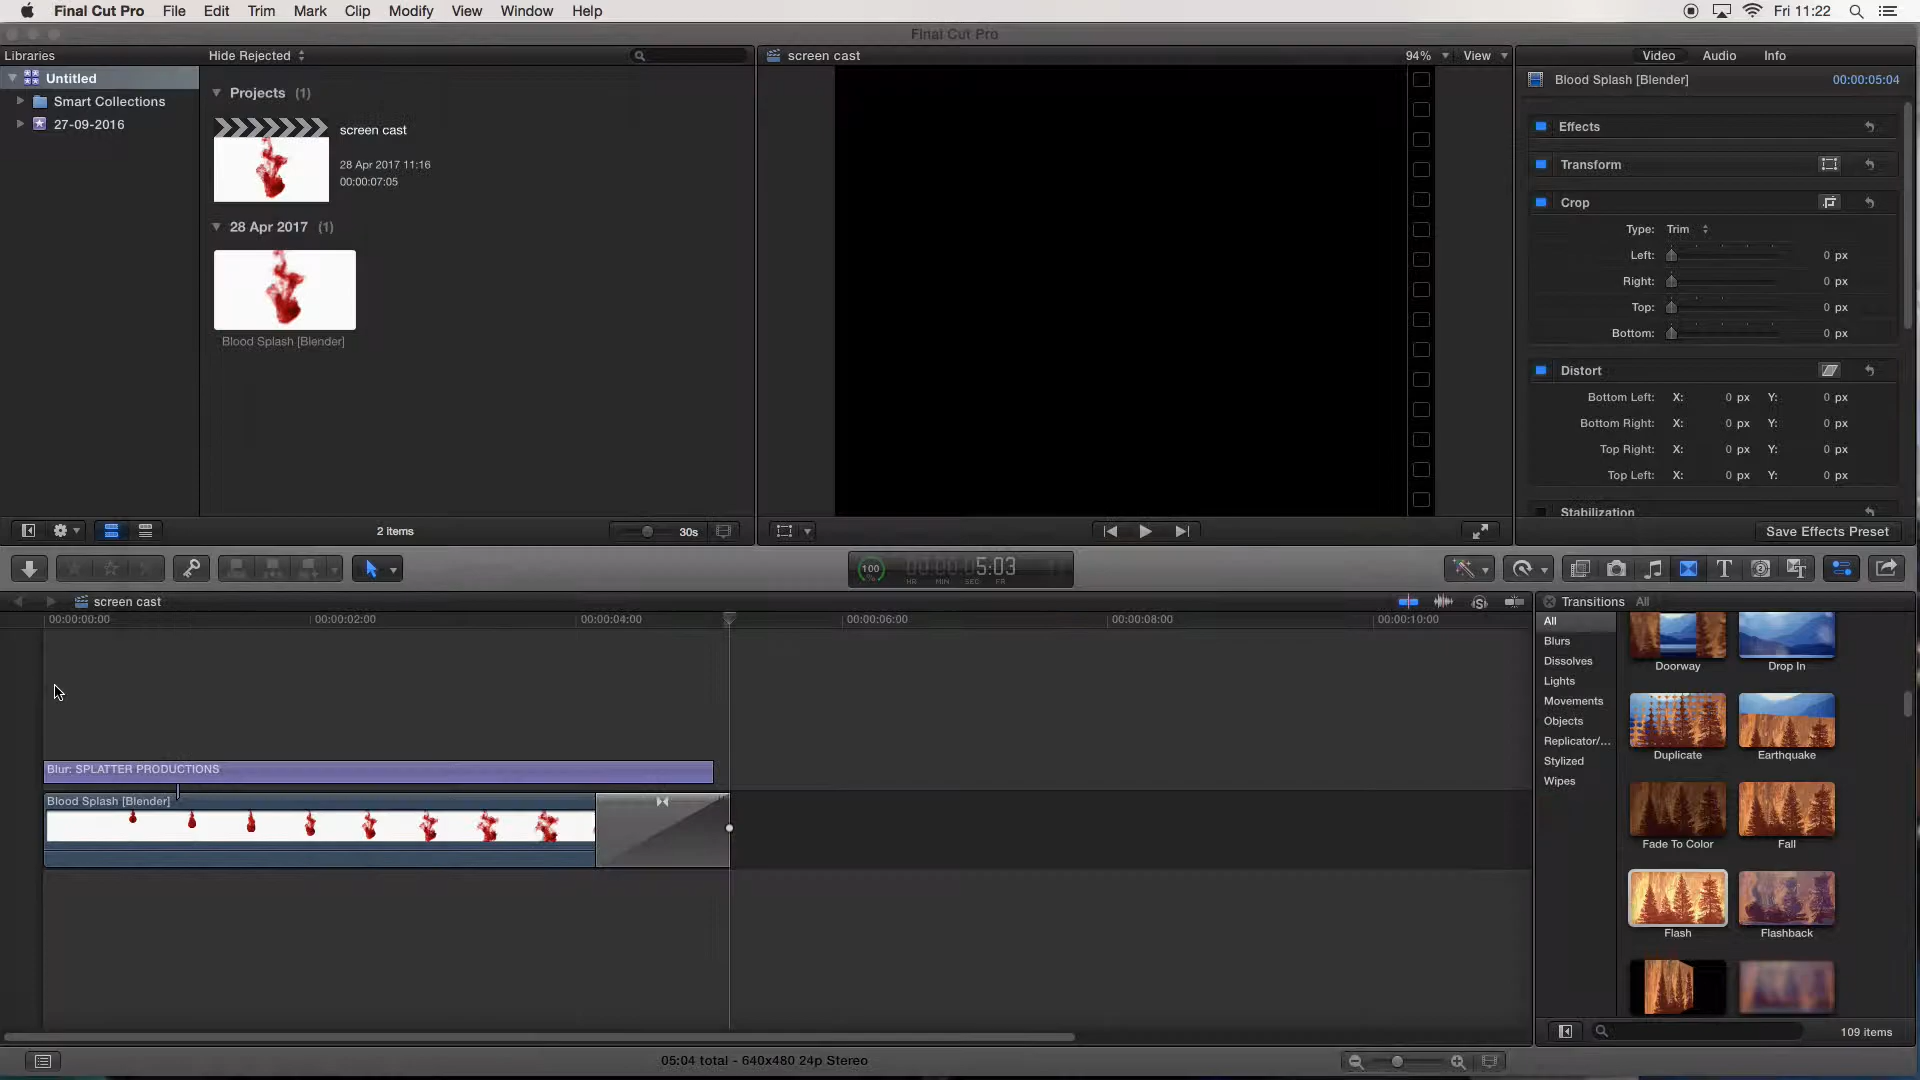 Final Cut Pro File Edit Trim Mark Clip Modify View Window Help Fri 11:22
Final Cut Pro
Libraries
Hide Rejected
Untitled
Smart Collections
27-09-2016
Projects (1)
screen cast
28 Apr 2017 11:16
00:00:07:05
28 Apr 2017 (1)
Blood Splash [Blender]
2 items
30s
screen cast
94%
View
Video Audio Info
Blood Splash [Blender] 00:00:05:04
Effects
Transform
Crop
Type: Trim
Left: 0 px
Right: 0 px
Top: 0 px
Bottom: 0 px
Distort
Bottom Left: X: 0 px Y: 0 px
Bottom Right: X: 0 px Y: 0 px
Top Right: X: 0 px Y: 0 px
Top Left: X: 0 px Y: 0 px
Stabilization
Save Effects Preset
100 00:00:05:03
HR MIN SEC FR
screen cast
00:00:00:00 00:00:02:00 00:00:04:00 00:00:06:00 00:00:08:00 00:00:10:00
Blur: SPLATTER PRODUCTIONS
Blood Splash [Blender]
Transitions All
All
Blurs
Dissolves
Lights
Movements
Objects
Replicator/...
Stylized
Wipes
Doorway Drop In
Duplicate Earthquake
Fade To Color Fall
Flash Flashback
109 items
05:04 total - 640x480 24p Stereo